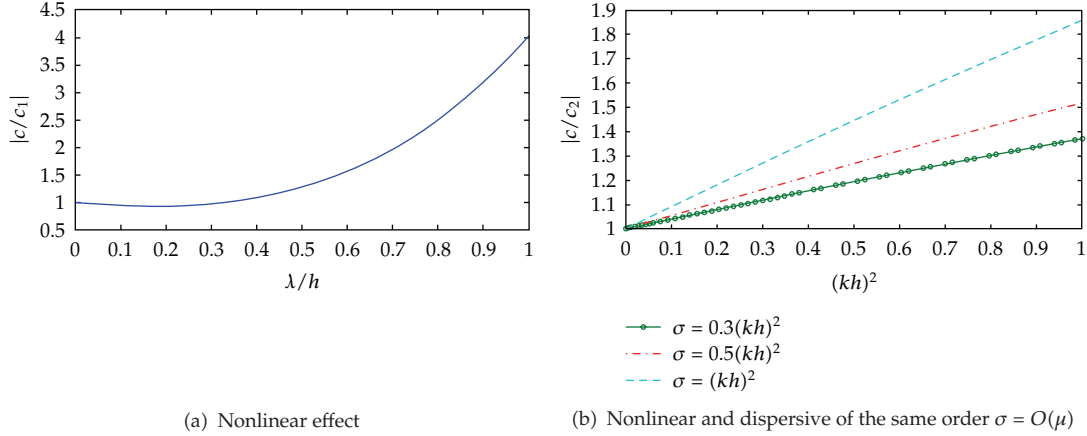 4.5
4
3.5
3
2.5
2
1.5
1
0.5
|c/c₁|
0 0.1 0.2 0.3 0.4 0.5 0.6 0.7 0.8 0.9 1
λ/h
(a) Nonlinear effect
1.9
1.8
1.7
1.6
1.5
1.4
1.3
1.2
1.1
1
|c/c₂|
0 0.1 0.2 0.3 0.4 0.5 0.6 0.7 0.8 0.9 1
(kh)²
σ = 0.3(kh)²
σ = 0.5(kh)²
σ = (kh)²
(b) Nonlinear and dispersive of the same order σ = O(μ)